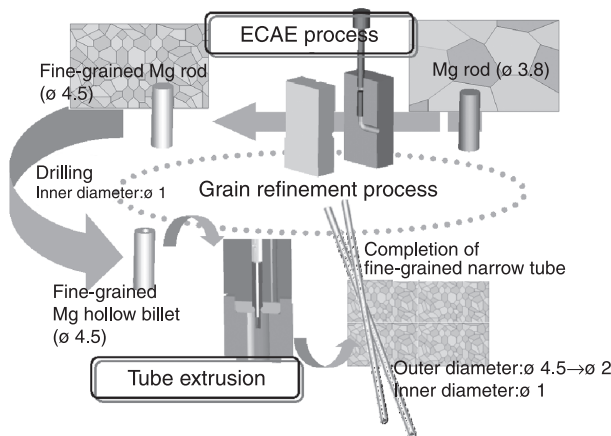 ECAE process
Fine-grained Mg rod
(ø 4.5)
Mg rod (ø 3.8)
Drilling
Inner diameter:ø 1
Grain refinement process
Completion of
fine-grained narrow tube
Fine-grained
Mg hollow billet
(ø 4.5)
Tube extrusion
Outer diameter:ø 4.5→ø 2
Inner diameter:ø 1